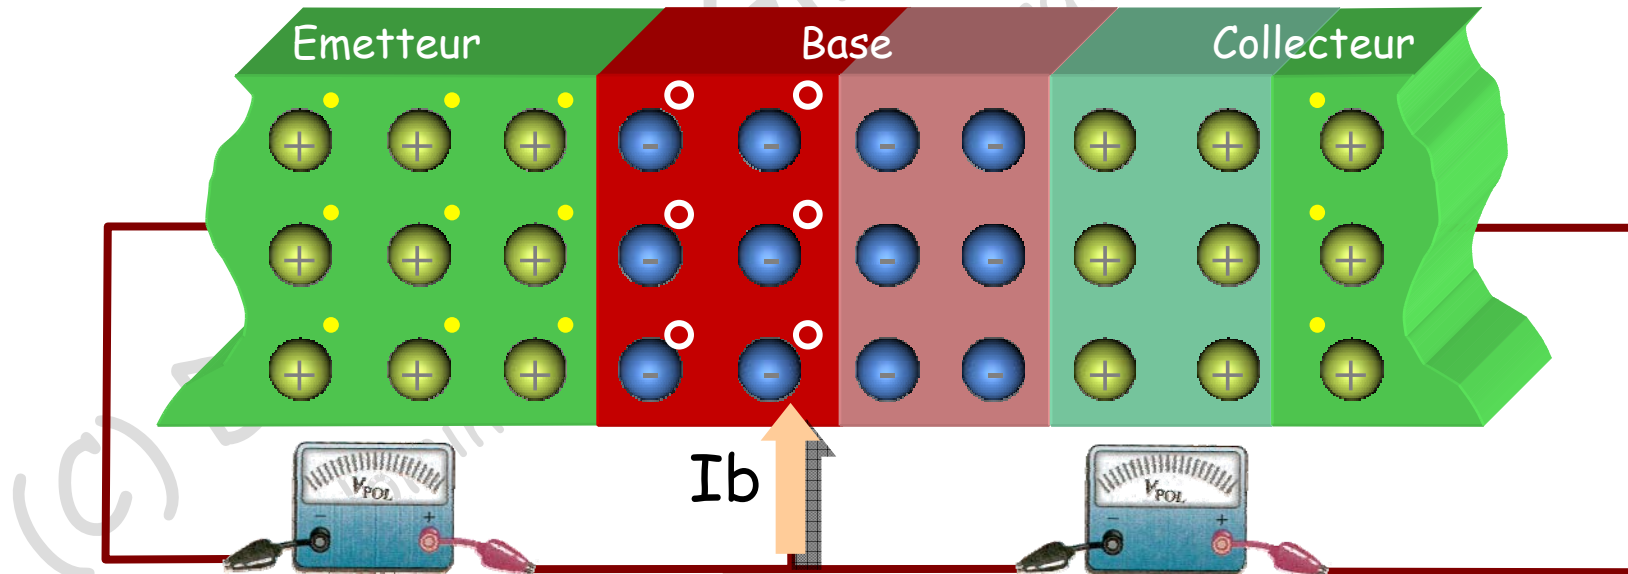 Emetteur
Base
Collecteur
+ + + - - - - + + +
+ + + - - - - + + +
+ + + - - - - + + +
Ib
VPOL
- +
VPOL
- +
(C)